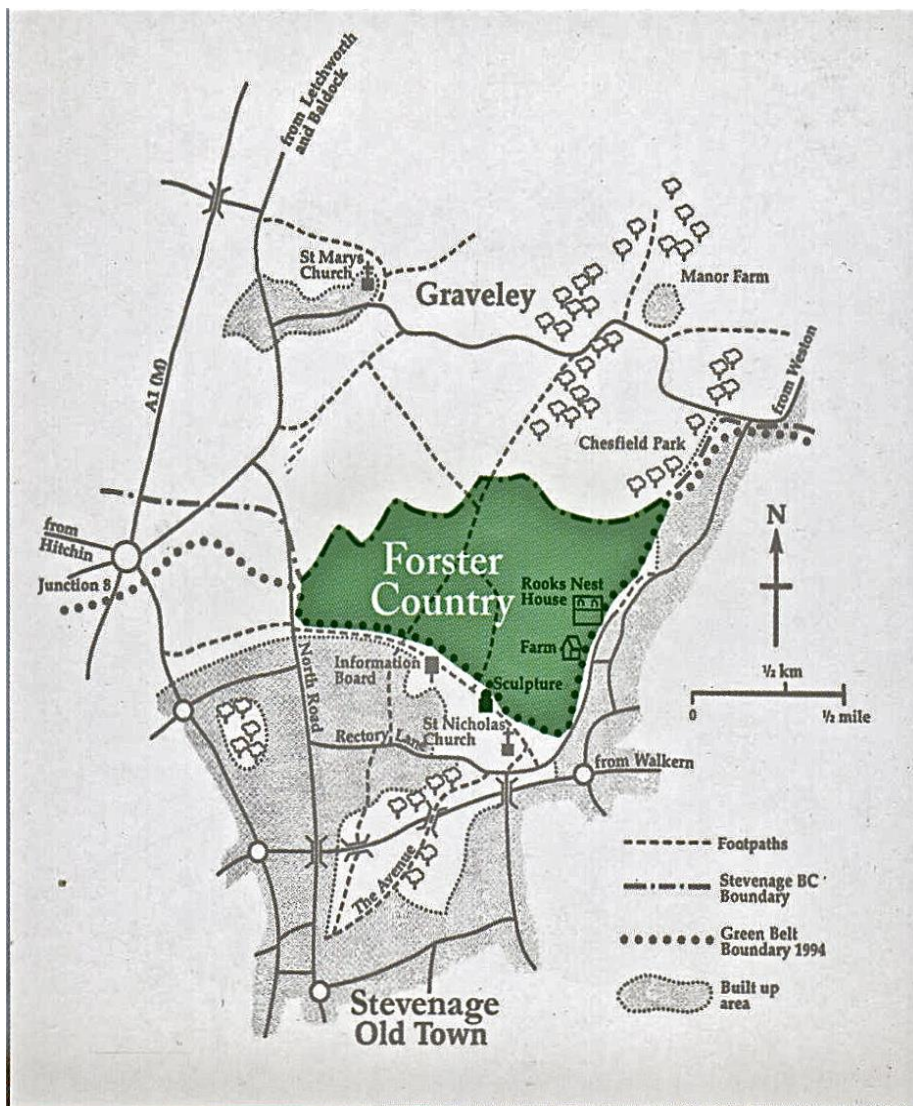 from Letchworth
and Baldock
St Marys
Church
Graveley
Manor Farm
A1 (M)
from Weston
Chesfield Park
from
Hitchin
Junction 8
Forster
Country
N
Rooks Nest
House
Farm
Information
Board
North Road
Sculpture
½ km
0
½ mile
St Nicholas
Church
Rectory Lane
from Walkern
The Avenue
Footpaths
Stevenage BC
Boundary
Green Belt
Boundary 1994
Built up
area
Stevenage
Old Town